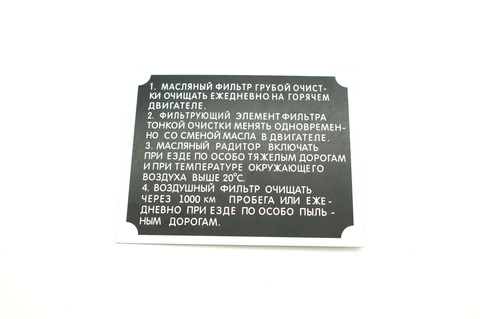 1. МАСЛЯНЫЙ ФИЛЬТР ГРУБОЙ ОЧИСТ-
КИ ОЧИЩАТЬ ЕЖЕДНЕВНО НА ГОРЯЧЕМ
ДВИГАТЕЛЕ.
2. ФИЛЬТРУЮЩИЙ ЭЛЕМЕНТ ФИЛЬТРА
ТОНКОЙ ОЧИСТКИ МЕНЯТЬ ОДНОВРЕМЕН-
НО СО СМЕНОЙ МАСЛА В ДВИГАТЕЛЕ.
3. МАСЛЯНЫЙ РАДИТОР ВКЛЮЧАТЬ
ПРИ ЕЗДЕ ПО ОСОБО ТЯЖЕЛЫМ ДОРОГАМ
И ПРИ ТЕМПЕРАТУРЕ ОКРУЖАЮЩЕГО
ВОЗДУХА ВЫШЕ 20°С.
4. ВОЗДУШНЫЙ ФИЛЬТР ОЧИЩАТЬ
ЧЕРЕЗ 1000 КМ ПРОБЕГА ИЛИ ЕЖЕ-
ДНЕВНО ПРИ ЕЗДЕ ПО ОСОБО ПЫЛЬ-
НЫМ ДОРОГАМ.